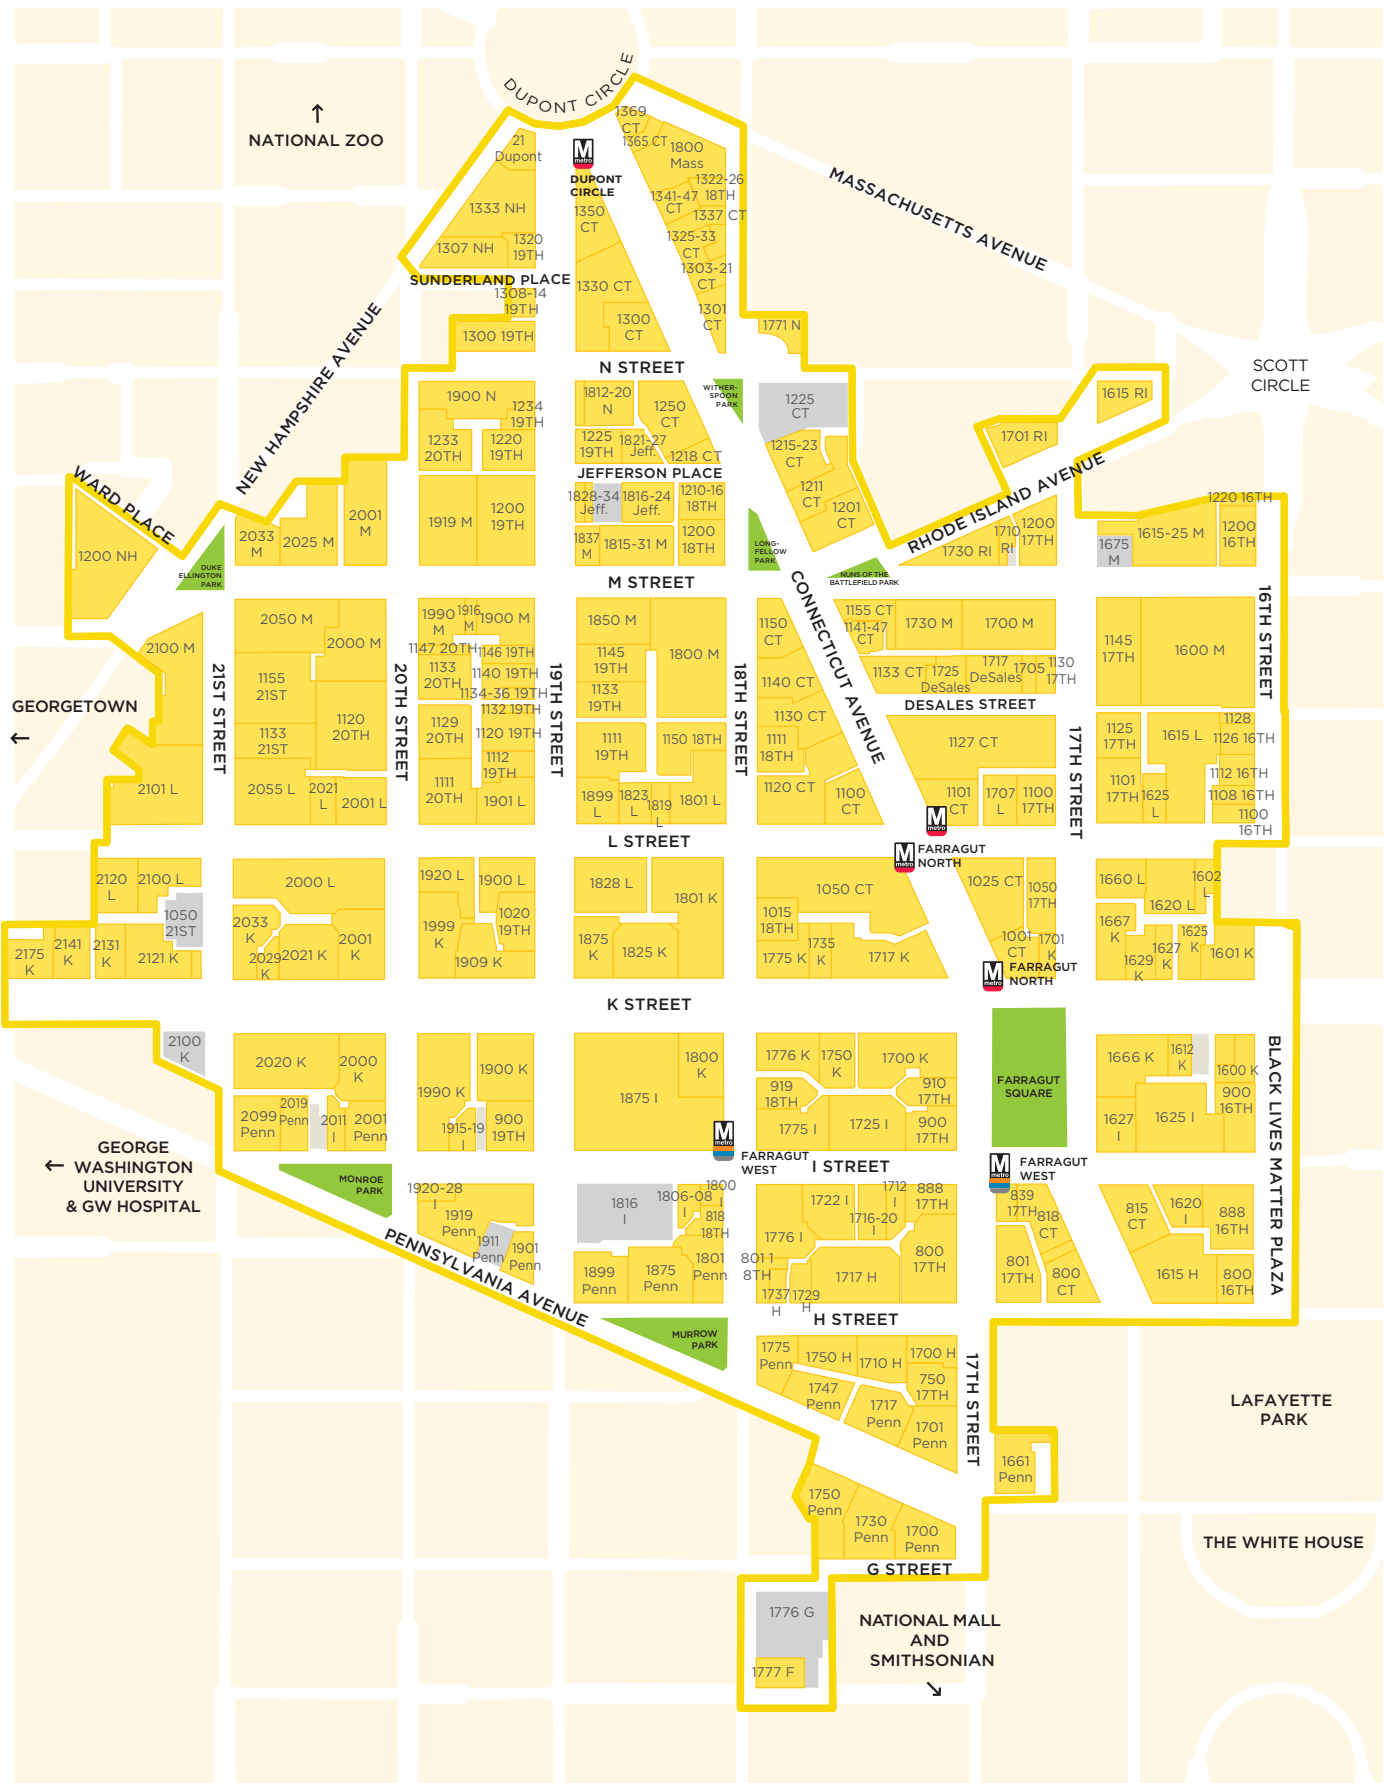 DUPONT CIRCLE
↑
NATIONAL ZOO
MASSACHUSETTS AVENUE
21
Dupont
M
metro
DUPONT
CIRCLE
1369
CT
1365 CT
1800
Mass
1322-26
18TH
1341-47
CT
1337 CT
1325-33
CT
1303-21
CT
1301
CT
1333 NH
1307 NH
1320
19TH
1350
CT
1330 CT
1300
CT
SUNDERLAND PLACE
1308-14
19TH
1300 19TH
1771 N
N STREET
NEW HAMPSHIRE AVENUE
SCOTT
CIRCLE
1615 RI
1701 RI
RHODE ISLAND AVENUE
1900 N
1234
19TH
1233
20TH
1220
19TH
1812-20
N
1250
CT
WITHER-
SPOON
PARK
1225
CT
1225
19TH
1821-27
Jeff.
1218 CT
1215-23
CT
JEFFERSON PLACE
WARD PLACE
1200 NH
DUKE
ELLINGTON
PARK
2033
M
2025 M
2001
M
1919 M
1200
19TH
1828-34
Jeff.
1816-24
Jeff.
1210-16
18TH
1837
M
1815-31 M
1200
18TH
LONG-
FELLOW
PARK
1211
CT
1201
CT
NUNS OF THE
BATTLEFIELD PARK
1730 RI
1710
RI
1200
17TH
1675
M
1615-25 M
1220 16TH
1200
16TH
M STREET
CONNECTICUT AVENUE
16TH STREET
2100 M
21ST STREET
2050 M
2000 M
1155
21ST
1133
21ST
1120
20TH
2055 L
2021
L
2001 L
20TH STREET
1990
M
1916
M
1900 M
1147 20TH
1146 19TH
1133
20TH
1140 19TH
1134-36 19TH
1132 19TH
1129
20TH
1120 19TH
1112
19TH
1111
20TH
1901 L
19TH STREET
1850 M
1145
19TH
1133
19TH
1800 M
1111
19TH
1150 18TH
1899
L
1823
L
1819
L
1801 L
18TH STREET
1150
CT
1140 CT
1130 CT
1111
18TH
1120 CT
1100
CT
1155 CT
1141-47
CT
1730 M
1700 M
1133 CT
1725
DeSales
1717
DeSales
1705
1130
17TH
DESALES STREET
1127 CT
1101
CT
1707
L
1100
17TH
17TH STREET
1145
17TH
1600 M
1125
17TH
1101
17TH
1625
L
1615 L
1128
1126 16TH
1112 16TH
1108 16TH
1100
16TH
GEORGETOWN
←
2101 L
L STREET
M
metro
M
metro
FARRAGUT
NORTH
2120
L
2100 L
1050
21ST
2175
K
2141
K
2131
K
2121 K
2000 L
2033
K
2029
K
2021 K
2001
K
1920 L
1900 L
1999
K
1020
19TH
1909 K
1828 L
1801 K
1875
K
1825 K
1050 CT
1015
18TH
1775 K
1735
K
1717 K
1025 CT
1050
17TH
1001
CT
1701
K
M
metro
FARRAGUT
NORTH
1660 L
1620 L
1602
L
1667
K
1629
K
1627
K
1625
K
1601 K
K STREET
2100
K
2020 K
2000
K
2099
Penn
2019
Penn
2011
I
2001
Penn
1990 K
1900 K
1915-19
I
900
19TH
1875 I
1800
K
M
metro
FARRAGUT
WEST
1776 K
1750
K
1700 K
919
18TH
910
17TH
1775 I
1725 I
900
17TH
FARRAGUT
SQUARE
1666 K
1612
K
1600 K
900
16TH
1627
I
1625 I
BLACK LIVES MATTER PLAZA
I STREET
M
metro
FARRAGUT
WEST
←
GEORGE
WASHINGTON
UNIVERSITY
& GW HOSPITAL
MONROE
PARK
1920-28
I
1919
Penn
1911
Penn
1901
Penn
PENNSYLVANIA AVENUE
1816
I
1806-08
I
1800
I
818
18TH
1899
Penn
1875
Penn
1801
Penn
1722 I
1712
I
888
17TH
1716-20
I
1776 I
801 1
8TH
1737
H
1729
H
1717 H
800
17TH
839
17TH
818
CT
801
17TH
800
CT
815
CT
1620
I
888
16TH
1615 H
800
16TH
H STREET
MURROW
PARK
1775
Penn
1750 H
1710 H
1700 H
750
17TH
1747
Penn
1717
Penn
1701
Penn
17TH STREET
LAFAYETTE
PARK
1661
Penn
1750
Penn
1730
Penn
1700
Penn
G STREET
THE WHITE HOUSE
1776 G
1777 F
NATIONAL MALL
AND
SMITHSONIAN
↘